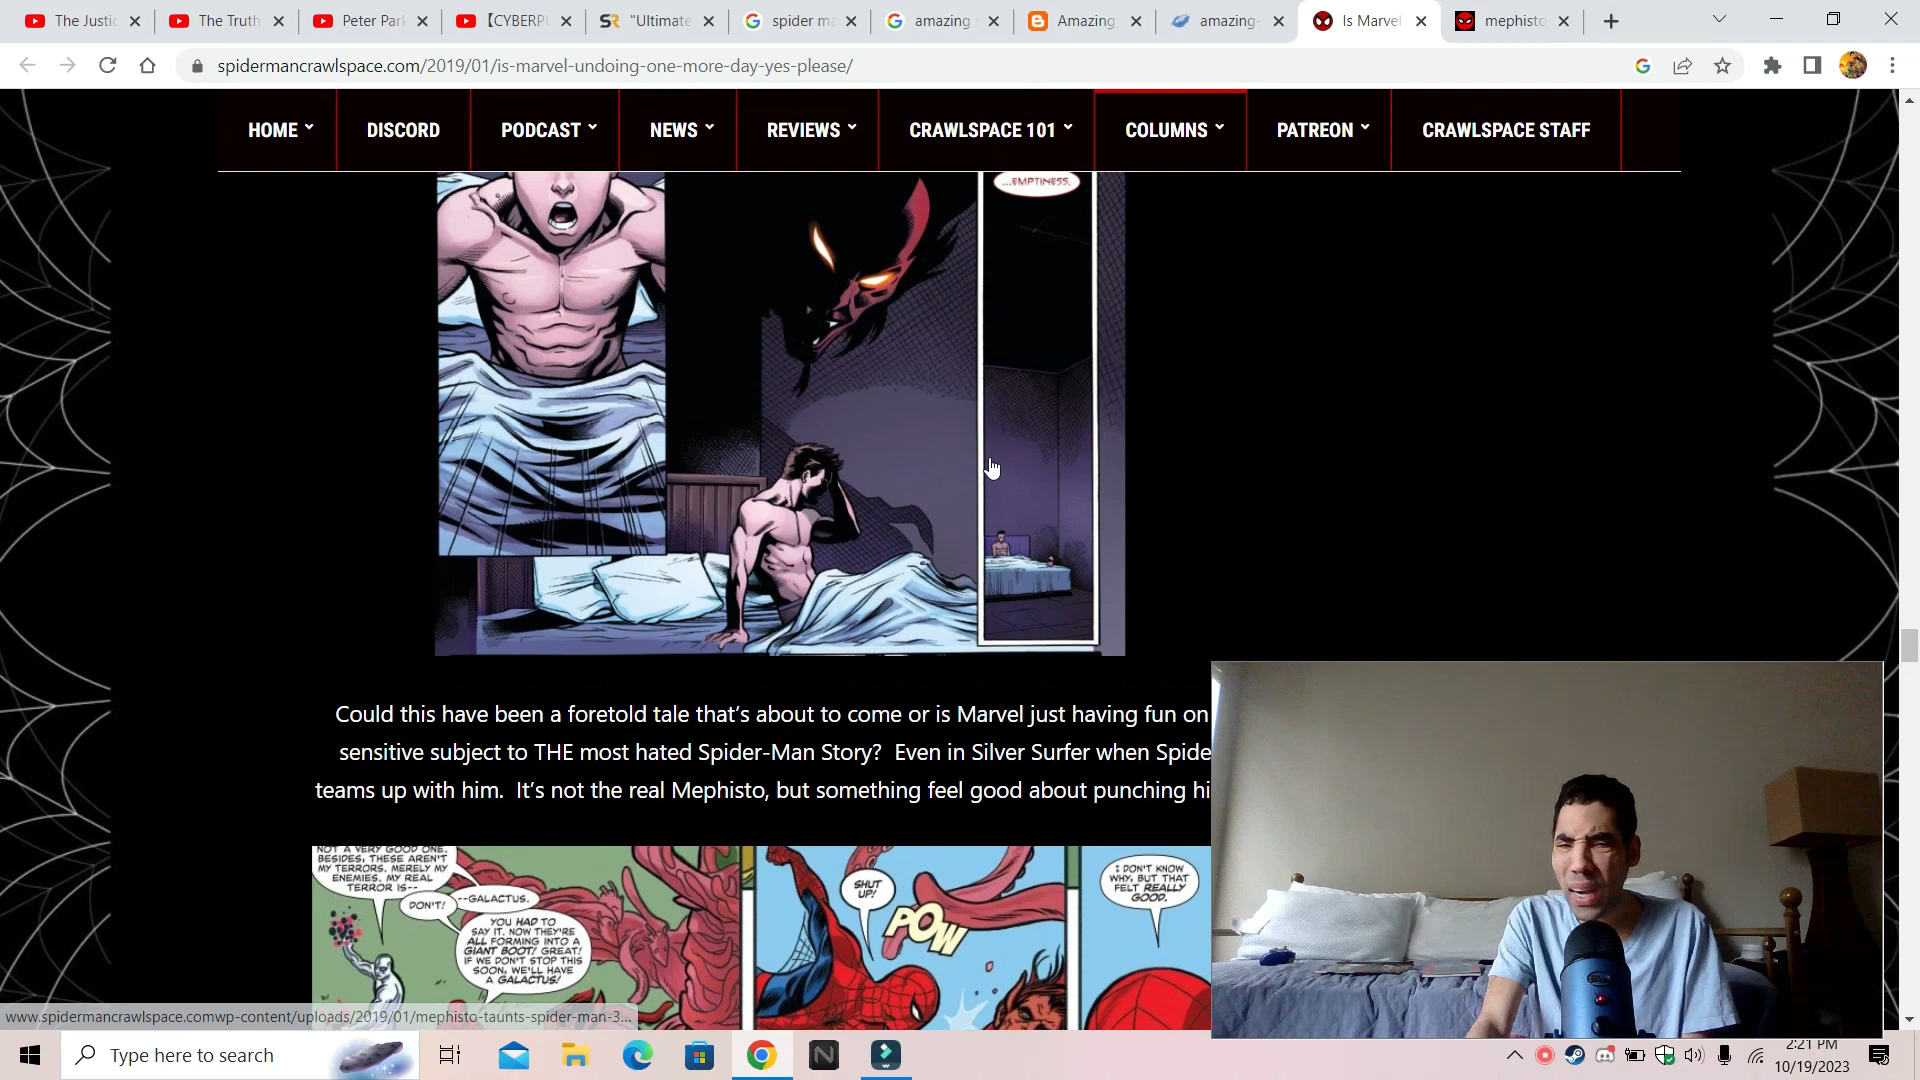 The Justic
The Truth
Peter Park
【CYBERPU
"Ultimate
spider ma
amazing
Amazing
amazing-
Is Marvel
mephisto
spidermancrawlspace.com/2019/01/is-marvel-undoing-one-more-day-yes-please/
HOME
DISCORD
PODCAST
NEWS
REVIEWS
CRAWLSPACE 101
COLUMNS
PATREON
CRAWLSPACE STAFF
...EMPTINESS.
Could this have been a foretold tale that's about to come or is Marvel just having fun on
sensitive subject to THE most hated Spider-Man Story? Even in Silver Surfer when Spide
teams up with him. It's not the real Mephisto, but something feel good about punching hi
NOT A VERY GOOD ONE.
BESIDES, THESE AREN'T
MY TERRORS. MERELY MY
ENEMIES. MY REAL
TERROR IS--
DON'T!
--GALACTUS.
YOU HAD TO
SAY IT. NOW THEY'RE
ALL FORMING INTO A
GIANT BOOT! GREAT!
IF WE DON'T STOP THIS
SOON, WE'LL HAVE
A GALACTUS!
SHUT
UP!
POW
I DON'T KNOW
WHY, BUT THAT
FELT REALLY
GOOD.
www.spidermancrawlspace.comwp-content/uploads/2019/01/mephisto-taunts-spider-man-3...
Type here to search
2:21 PM
10/19/2023